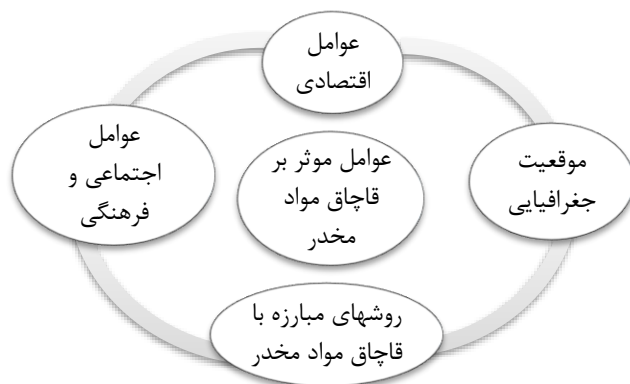 عوامل
اقتصادی
موقعیت
جغرافیایی
عوامل موثر بر
قاچاق مواد
مخدر
عوامل
اجتماعی و
فرهنگی
روشهای مبارزه با
قاچاق مواد مخدر